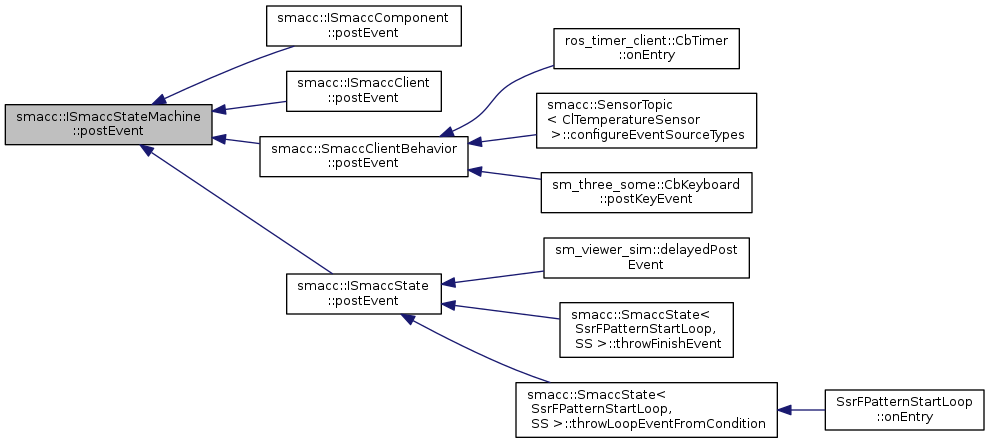 smacc::ISmaccStateMachine
::postEvent
smacc::ISmaccComponent
::postEvent
smacc::ISmaccClient
::postEvent
smacc::SmaccClientBehavior
::postEvent
ros_timer_client::CbTimer
::onEntry
smacc::SensorTopic
< ClTemperatureSensor
>::configureEventSourceTypes
sm_three_some::CbKeyboard
::postKeyEvent
smacc::ISmaccState
::postEvent
sm_viewer_sim::delayedPost
Event
smacc::SmaccState<
SsrFPatternStartLoop,
SS >::throwFinishEvent
smacc::SmaccState<
SsrFPatternStartLoop,
SS >::throwLoopEventFromCondition
SsrFPatternStartLoop
::onEntry